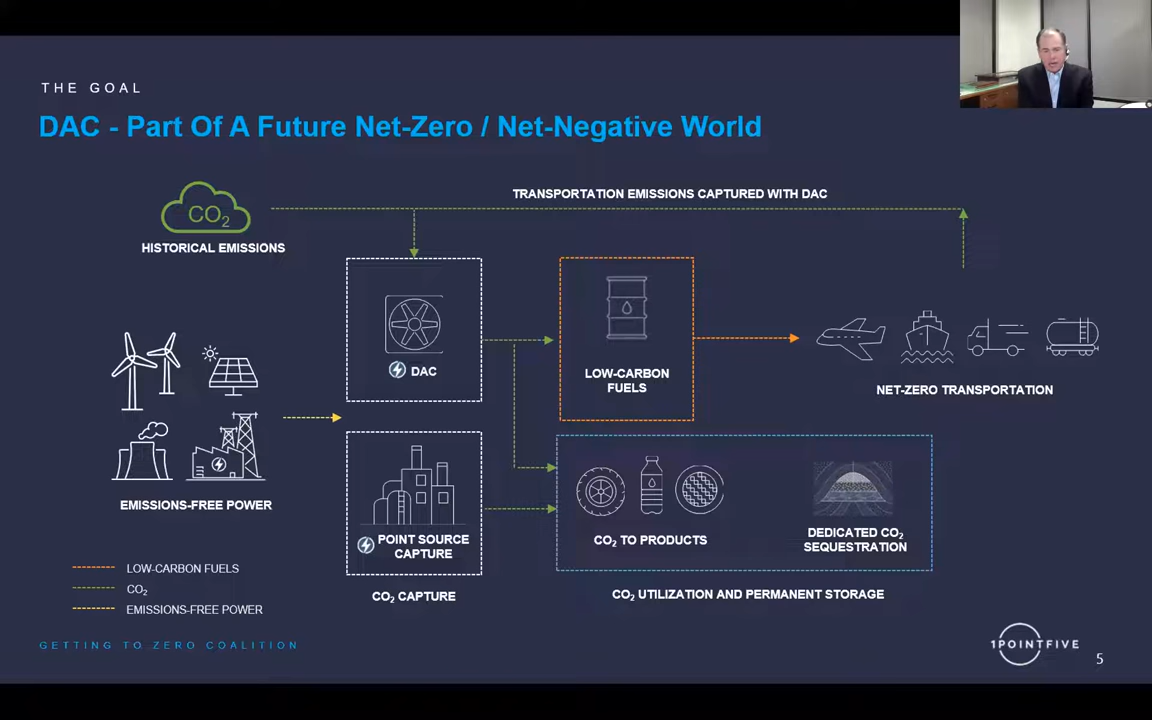 THE GOAL
DAC - Part Of A Future Net-Zero / Net-Negative World
TRANSPORTATION EMISSIONS CAPTURED WITH DAC
CO₂
HISTORICAL EMISSIONS
DAC
LOW-CARBON
FUELS
NET-ZERO TRANSPORTATION
EMISSIONS-FREE POWER
POINT SOURCE
CAPTURE
CO₂ CAPTURE
CO₂ TO PRODUCTS
DEDICATED CO₂
SEQUESTRATION
CO₂ UTILIZATION AND PERMANENT STORAGE
LOW-CARBON FUELS
CO₂
EMISSIONS-FREE POWER
GETTING TO ZERO COALITION
1POINTFIVE
5